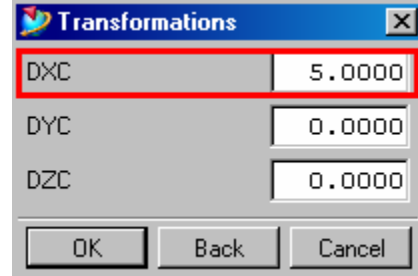 Transformations
DXC 5.0000
DYC 0.0000
DZC 0.0000
OK Back Cancel